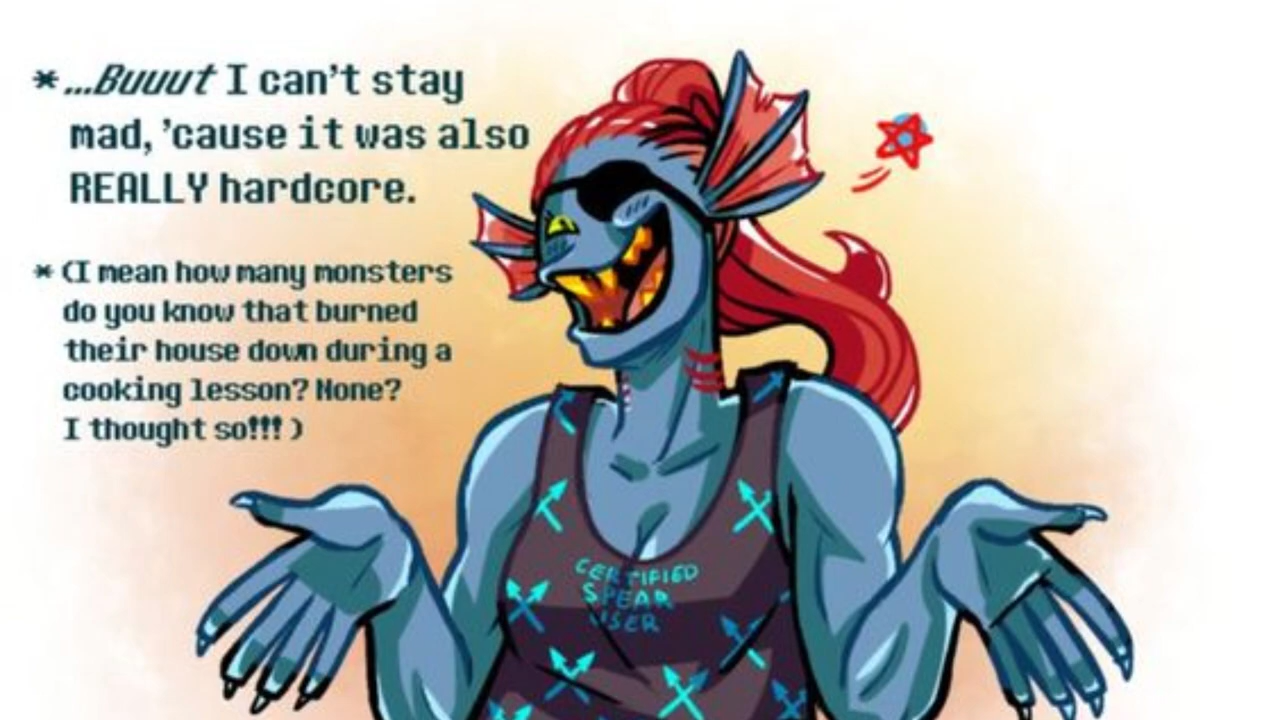 * ...Buuut I can't stay
mad, 'cause it was also
REALLY hardcore.
* (I mean how many monsters
do you know that burned
their house down during a
cooking lesson? None?
I thought so!!! )
CERTIFIED
SPEAR
USER